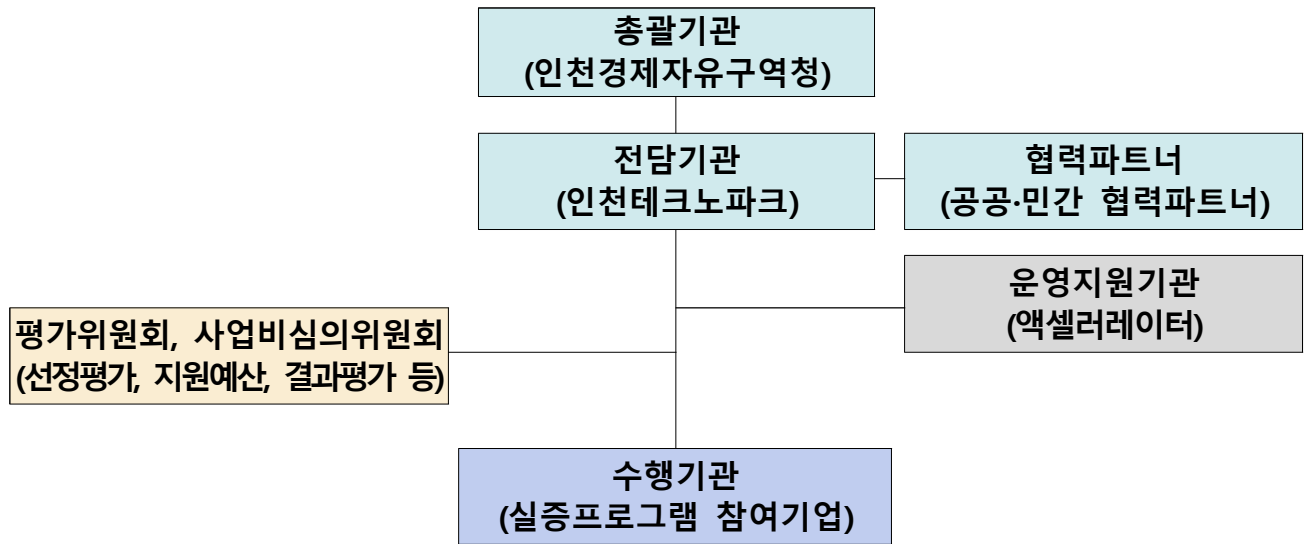 총괄기관
(인천경제자유구역청)
전담기관
(인천테크노파크)
협력파트너
(공공·민간 협력파트너)
운영지원기관
(액셀러레이터)
평가위원회, 사업비심의위원회
(선정평가, 지원예산, 결과평가 등)
수행기관
(실증프로그램 참여기업)